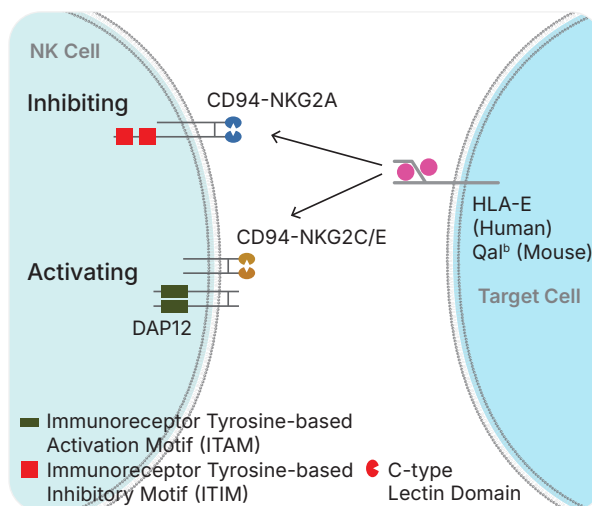 NK Cell
Inhibiting
CD94-NKG2A
HLA-E
(Human)
Qalᵇ (Mouse)
Target Cell
CD94-NKG2C/E
Activating
DAP12
Immunoreceptor Tyrosine-based
Activation Motif (ITAM)
Immunoreceptor Tyrosine-based
Inhibitory Motif (ITIM)
C-type
Lectin Domain